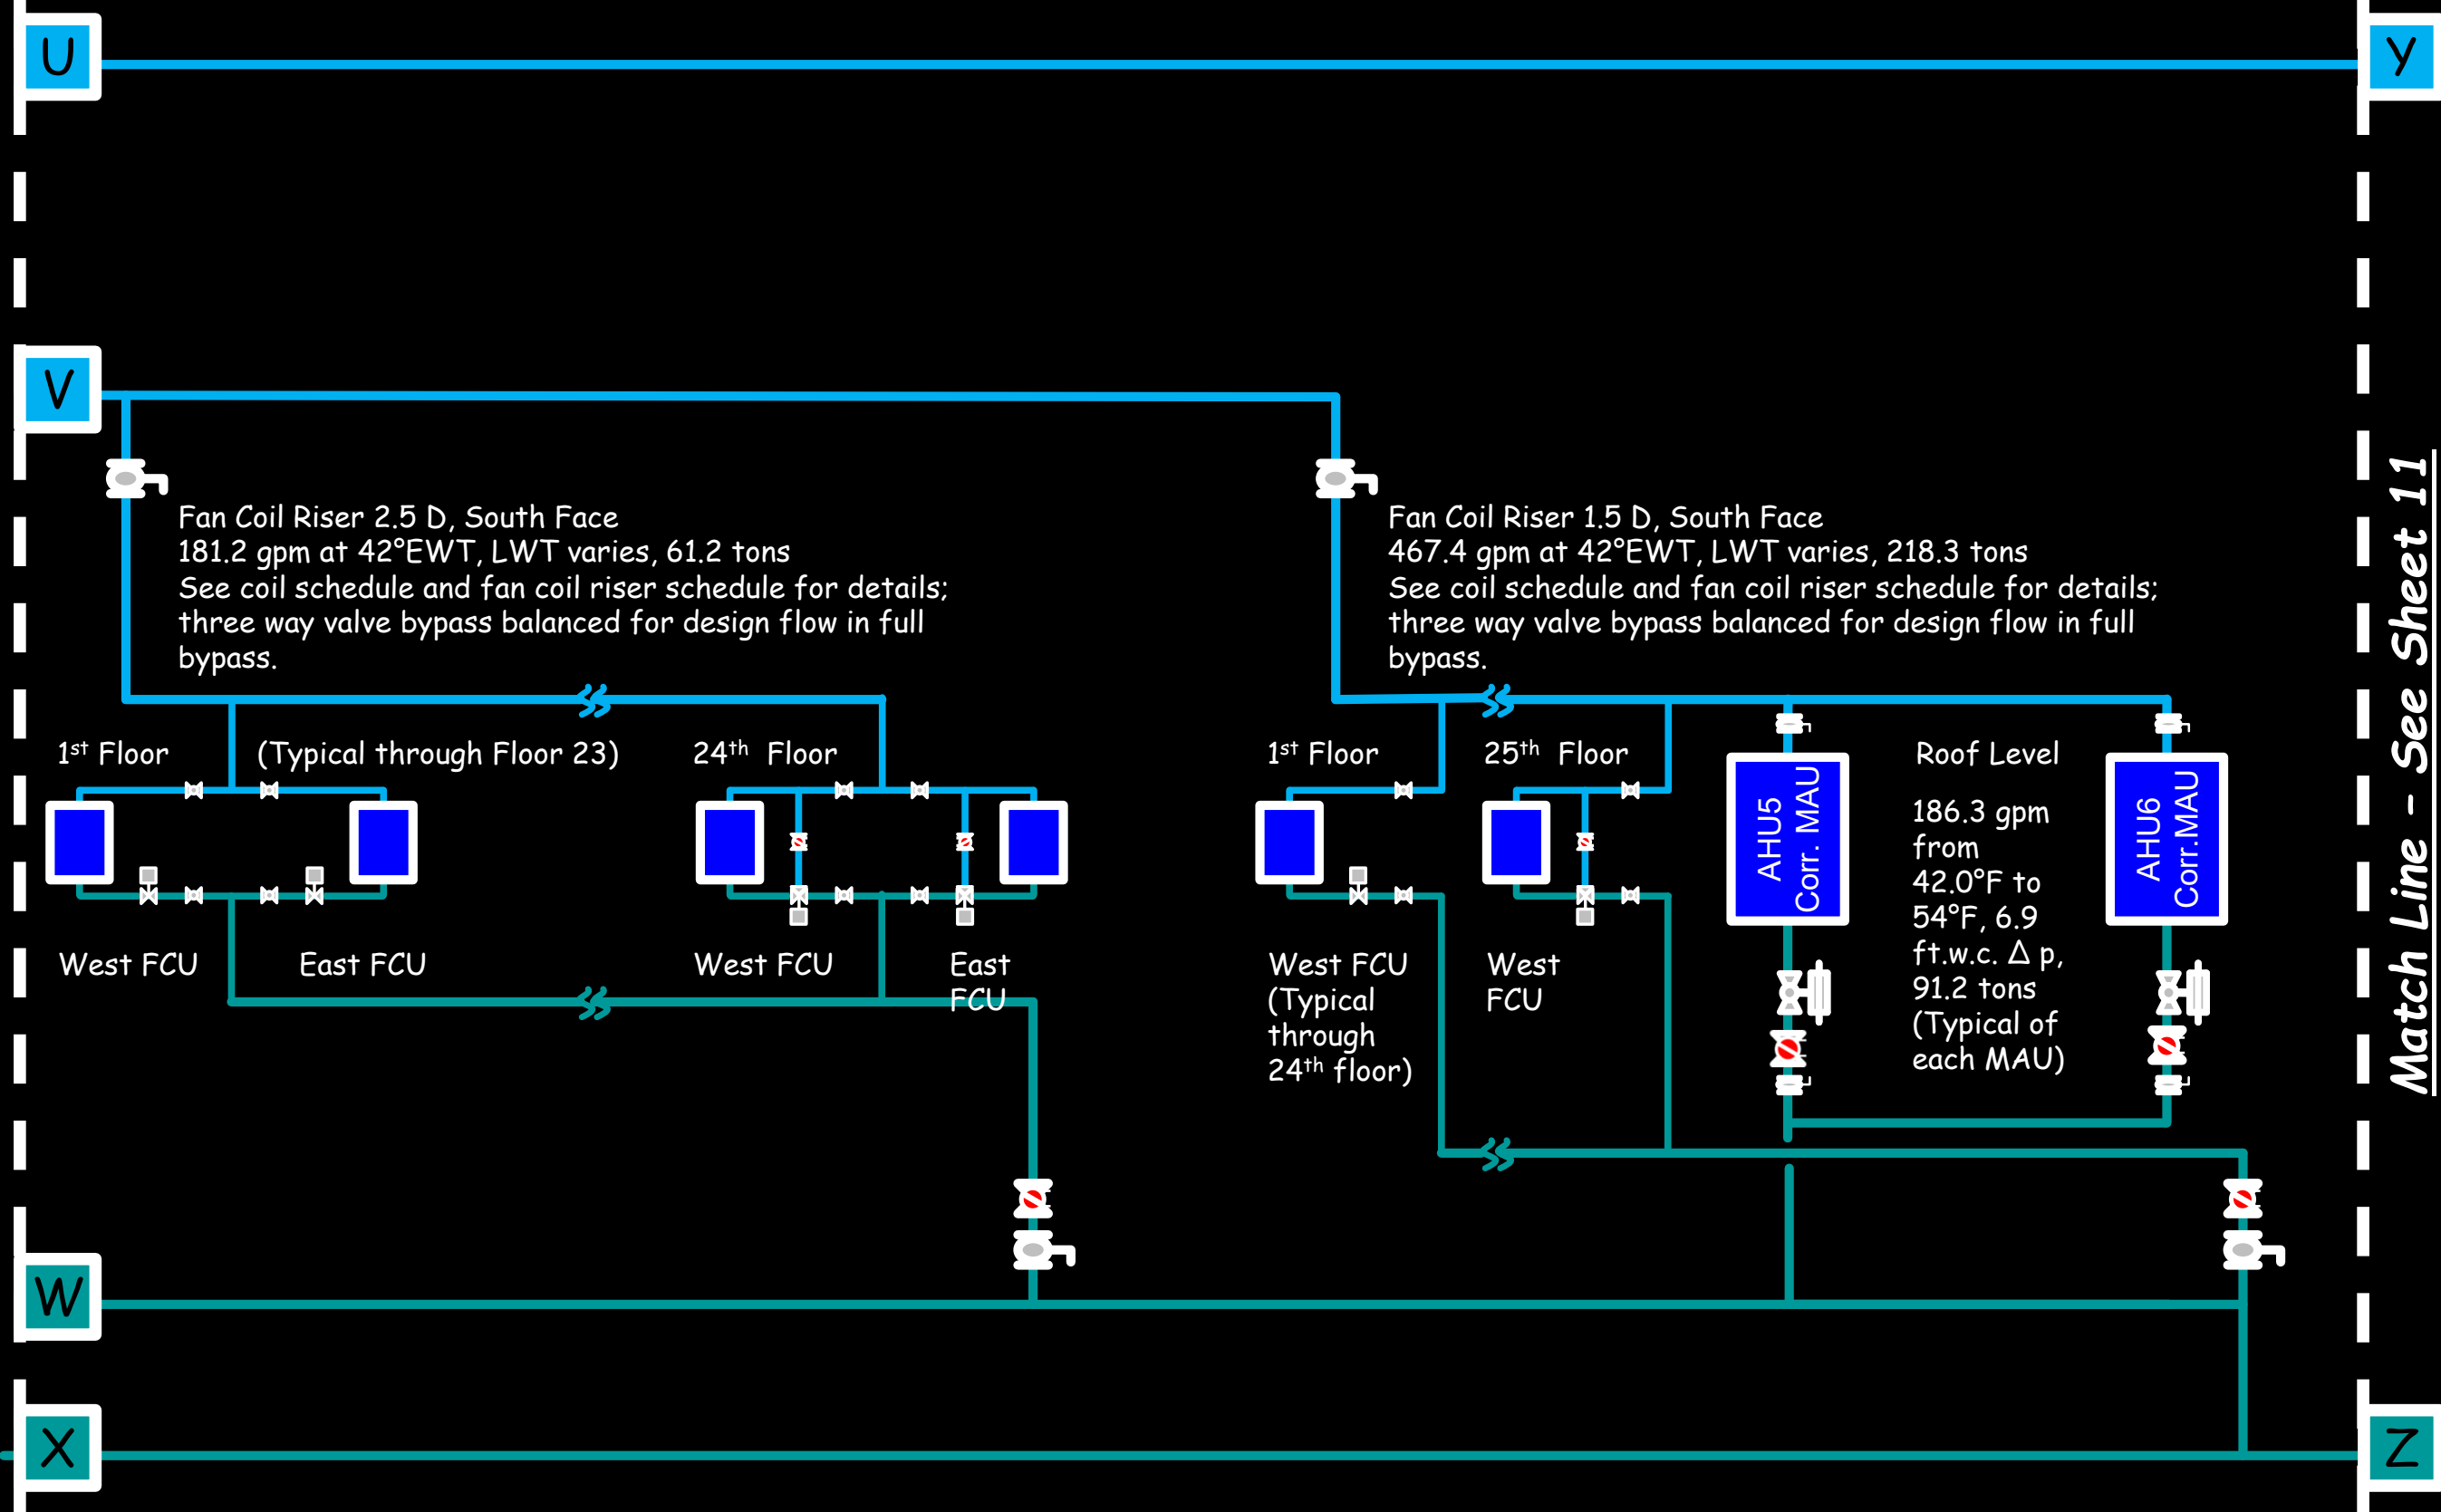 U
Y
V
Fan Coil Riser 2.5 D, South Face
181.2 gpm at 42°EWT, LWT varies, 61.2 tons
See coil schedule and fan coil riser schedule for details;
three way valve bypass balanced for design flow in full
bypass.
Fan Coil Riser 1.5 D, South Face
467.4 gpm at 42°EWT, LWT varies, 218.3 tons
See coil schedule and fan coil riser schedule for details;
three way valve bypass balanced for design flow in full
bypass.
1st Floor
(Typical through Floor 23)
24th Floor
West FCU
East FCU
West FCU
East
FCU
1st Floor
25th Floor
West FCU
(Typical
through
24th floor)
West
FCU
AHU5
Corr. MAU
Roof Level
186.3 gpm
from
42.0°F to
54°F, 6.9
ft.w.c. Δ p,
91.2 tons
(Typical of
each MAU)
AHU6
Corr.MAU
Match Line - See Sheet 11
W
X
Z